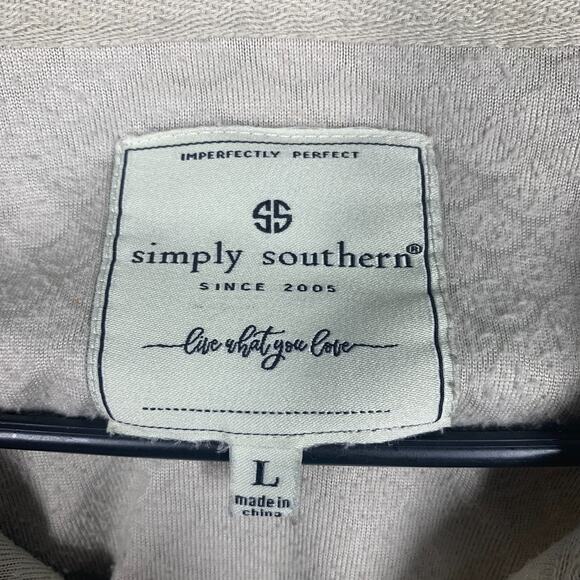 IMPERFECTLY PERFECT
SS
simply southern®
SINCE 2005
live what you love
L
made in
china